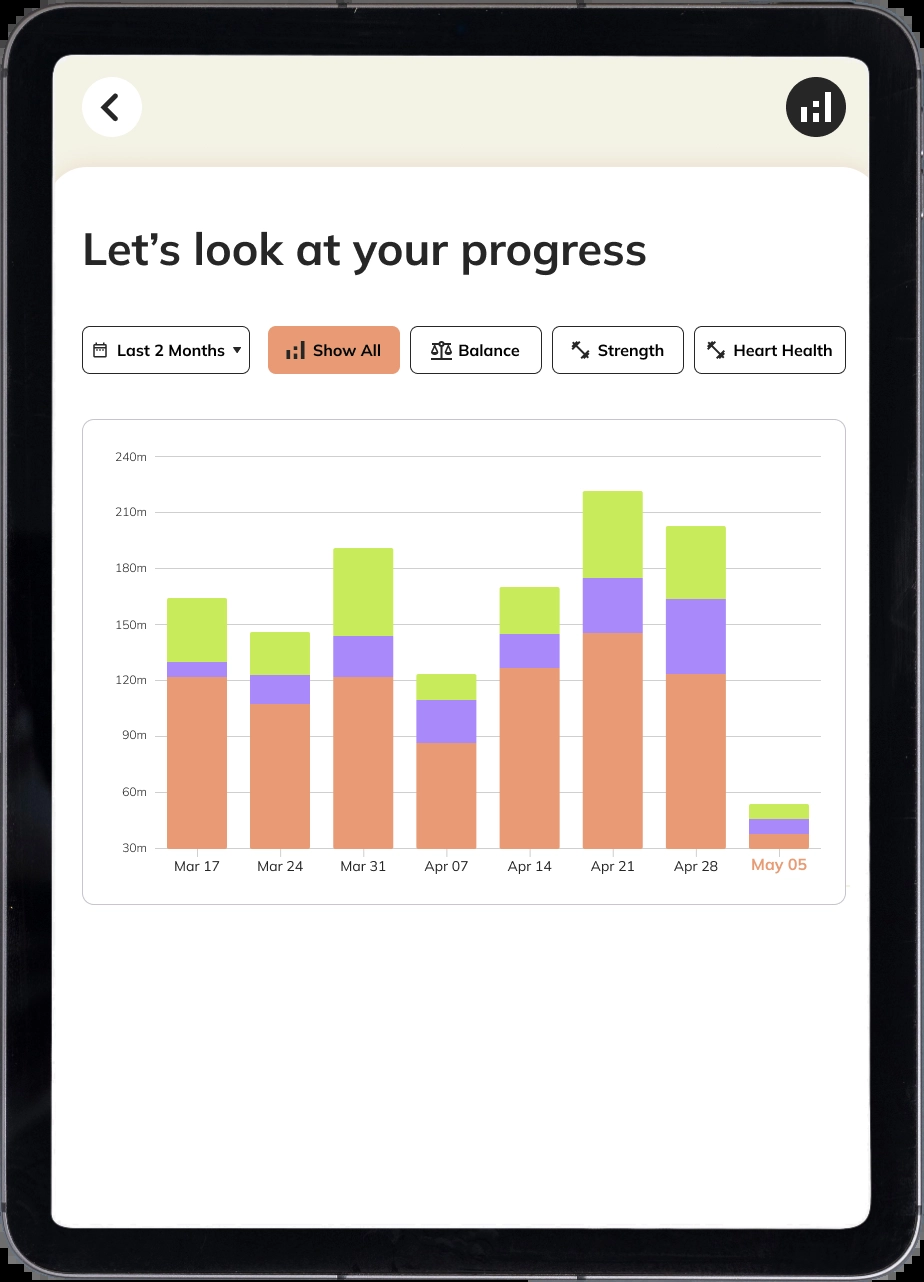 Let’s look at your progress
Last 2 Months
Show All
Balance
Strength
Heart Health
240m
210m
180m
150m
120m
90m
60m
30m
Mar 17
Mar 24
Mar 31
Apr 07
Apr 14
Apr 21
Apr 28
May 05